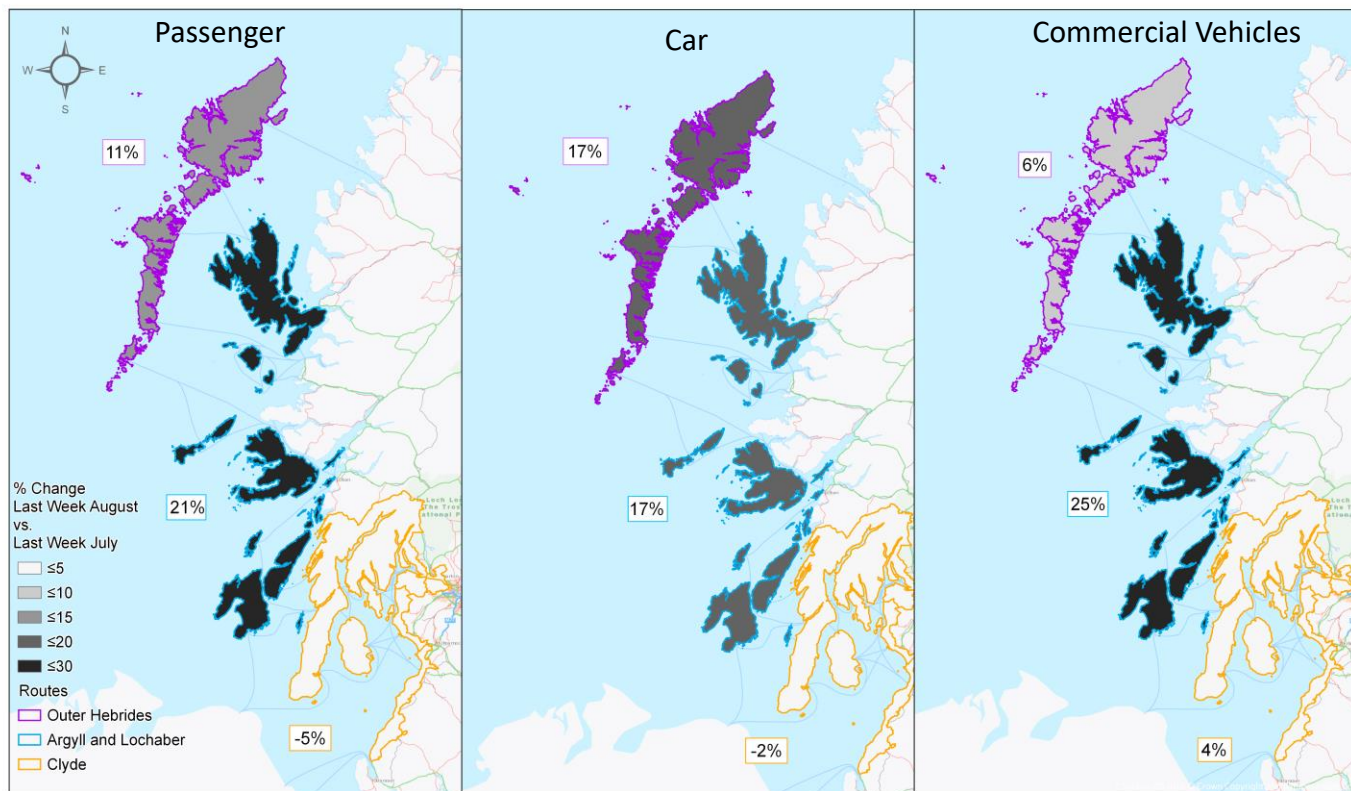 Passenger
Car
Commercial Vehicles
N
W
E
S
11%
17%
6%
21%
17%
25%
-5%
-2%
4%
% Change
Last Week August
vs.
Last Week July
≤5
≤10
≤15
≤20
≤30
Routes
Outer Hebrides
Argyll and Lochaber
Clyde